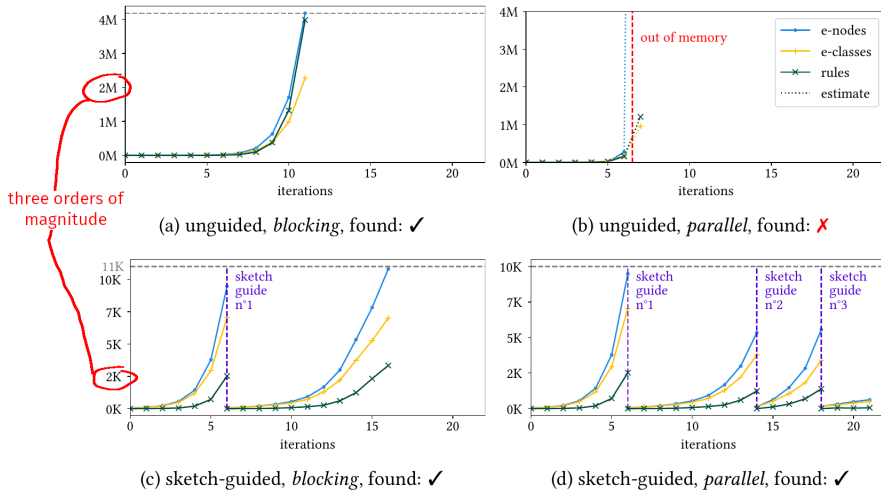 4M
3M
2M
1M
0M
0 5 10 15 20
iterations
(a) unguided, blocking, found: ✓
4M
3M
2M
1M
0M
out of memory
e-nodes
e-classes
rules
estimate
0 5 10 15 20
iterations
(b) unguided, parallel, found: ✗
three orders of
magnitude
11K
10K
7K
5K
2K
0K
sketch
guide
n°1
0 5 10 15 20
iterations
(c) sketch-guided, blocking, found: ✓
10K
7K
5K
2K
0K
sketch
guide
n°1
sketch
guide
n°2
sketch
guide
n°3
0 5 10 15 20
iterations
(d) sketch-guided, parallel, found: ✓